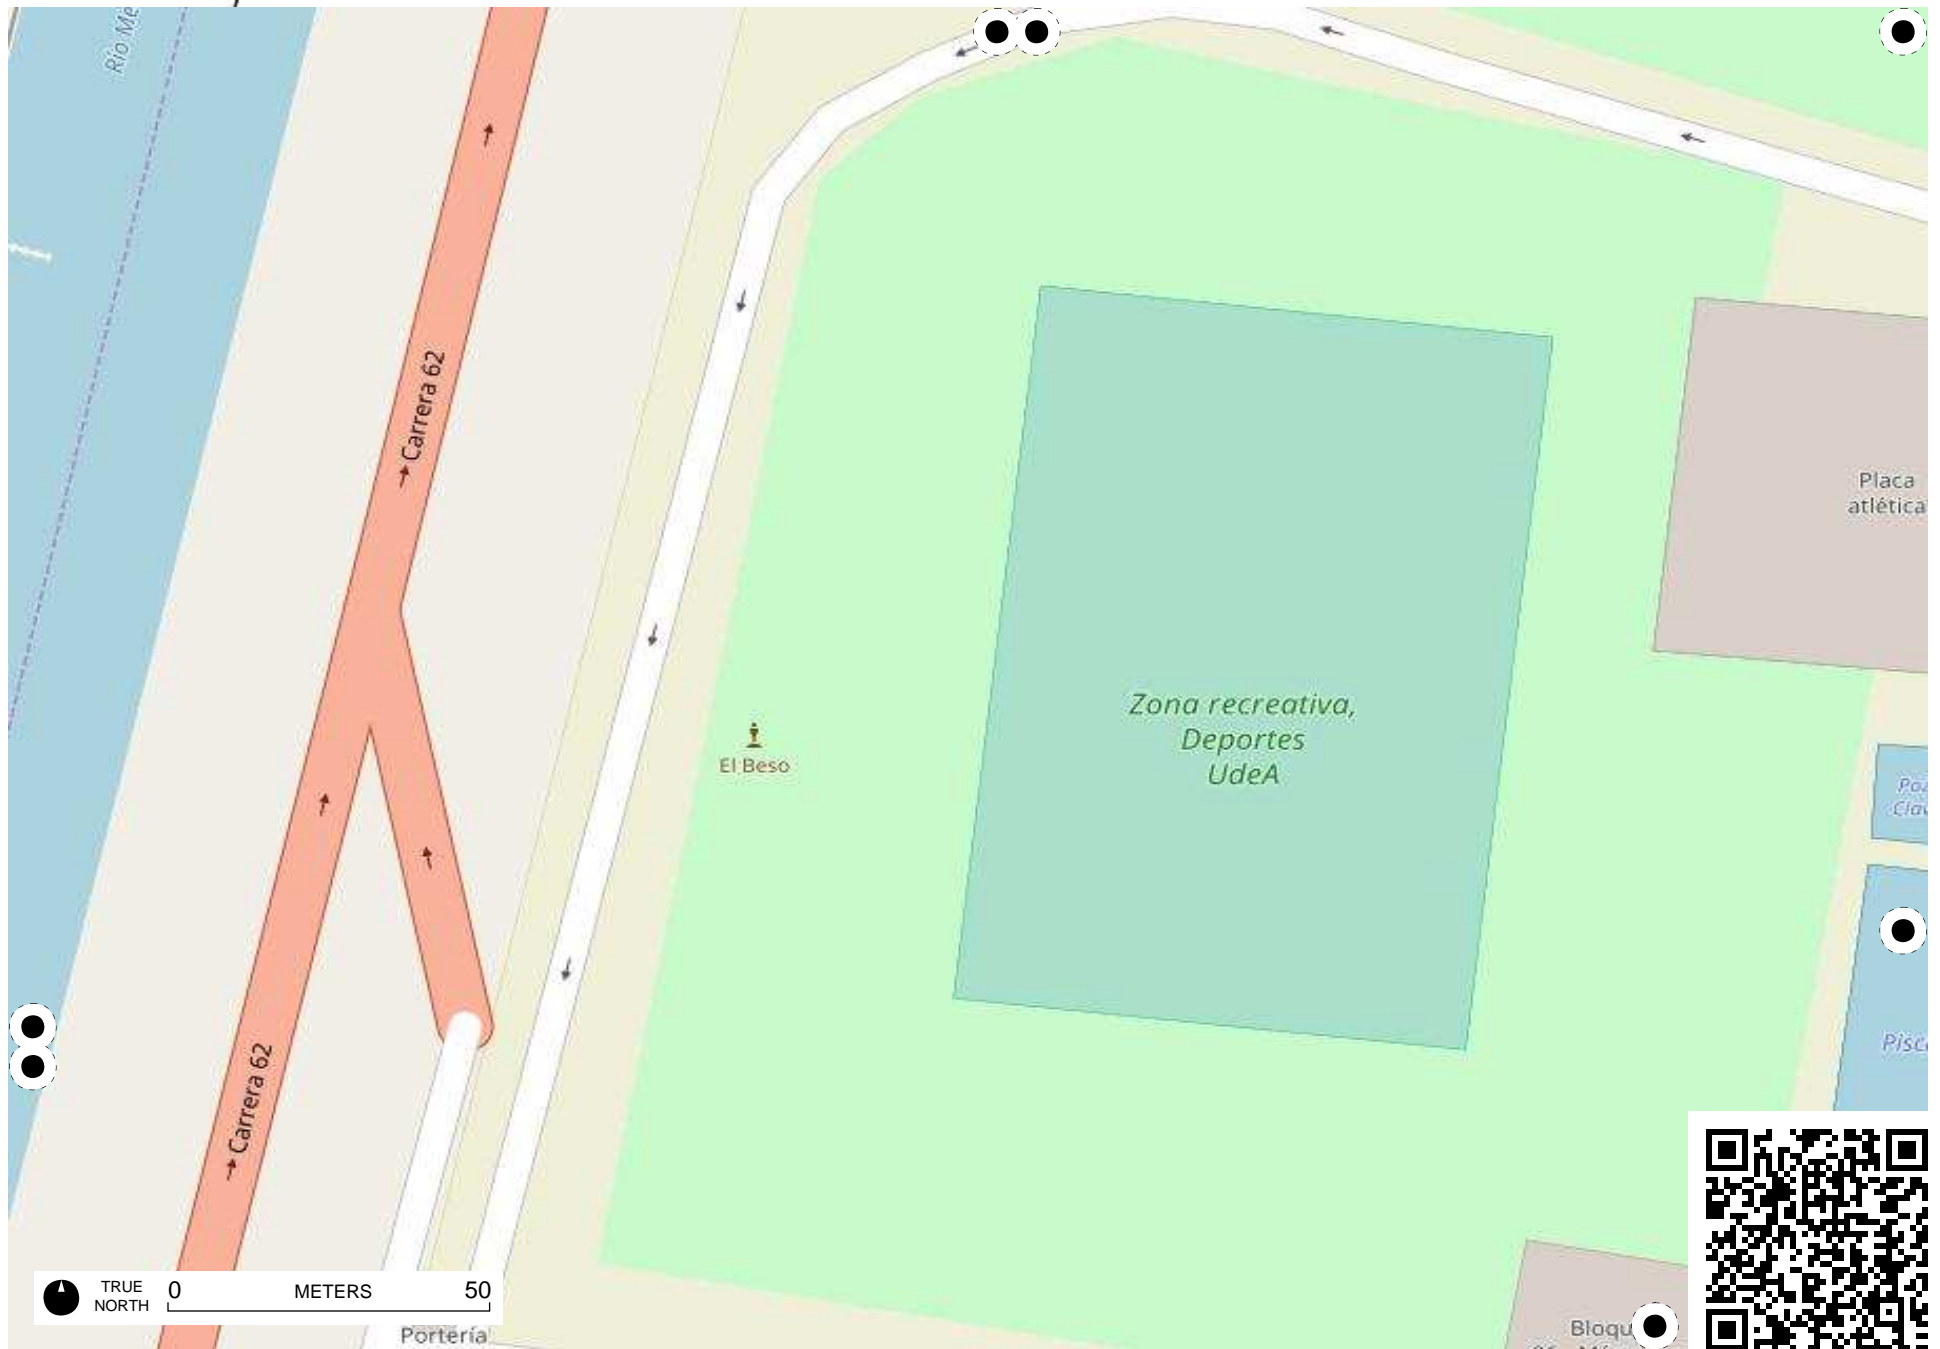 Carrera 62
Placa
atlética
Zona recreativa,
Deportes
UdeA
El Beso
Carrera 62
TRUE
NORTH
0 METERS 50
Portería